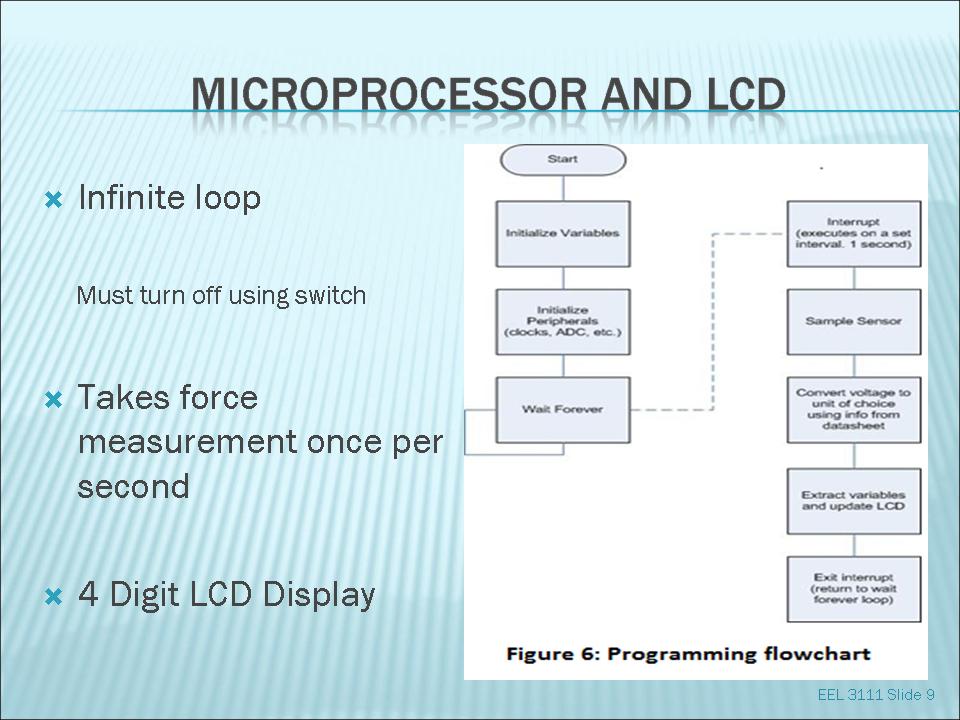 MICROPROCESSOR AND LCD
Infinite loop
Must turn off using switch
Takes force
measurement once per
second
4 Digit LCD Display
Start
Initialize Variables
Initialize
Peripherals
(clocks, ADC, etc.)
Wait Forever
Interrupt
(executes on a set
interval. 1 second)
Sample Sensor
Convert voltage to
unit of choice
using info from
datasheet
Extract variables
and update LCD
Exit interrupt
(return to wait
forever loop)
Figure 6: Programming flowchart
EEL 3111 Slide 9